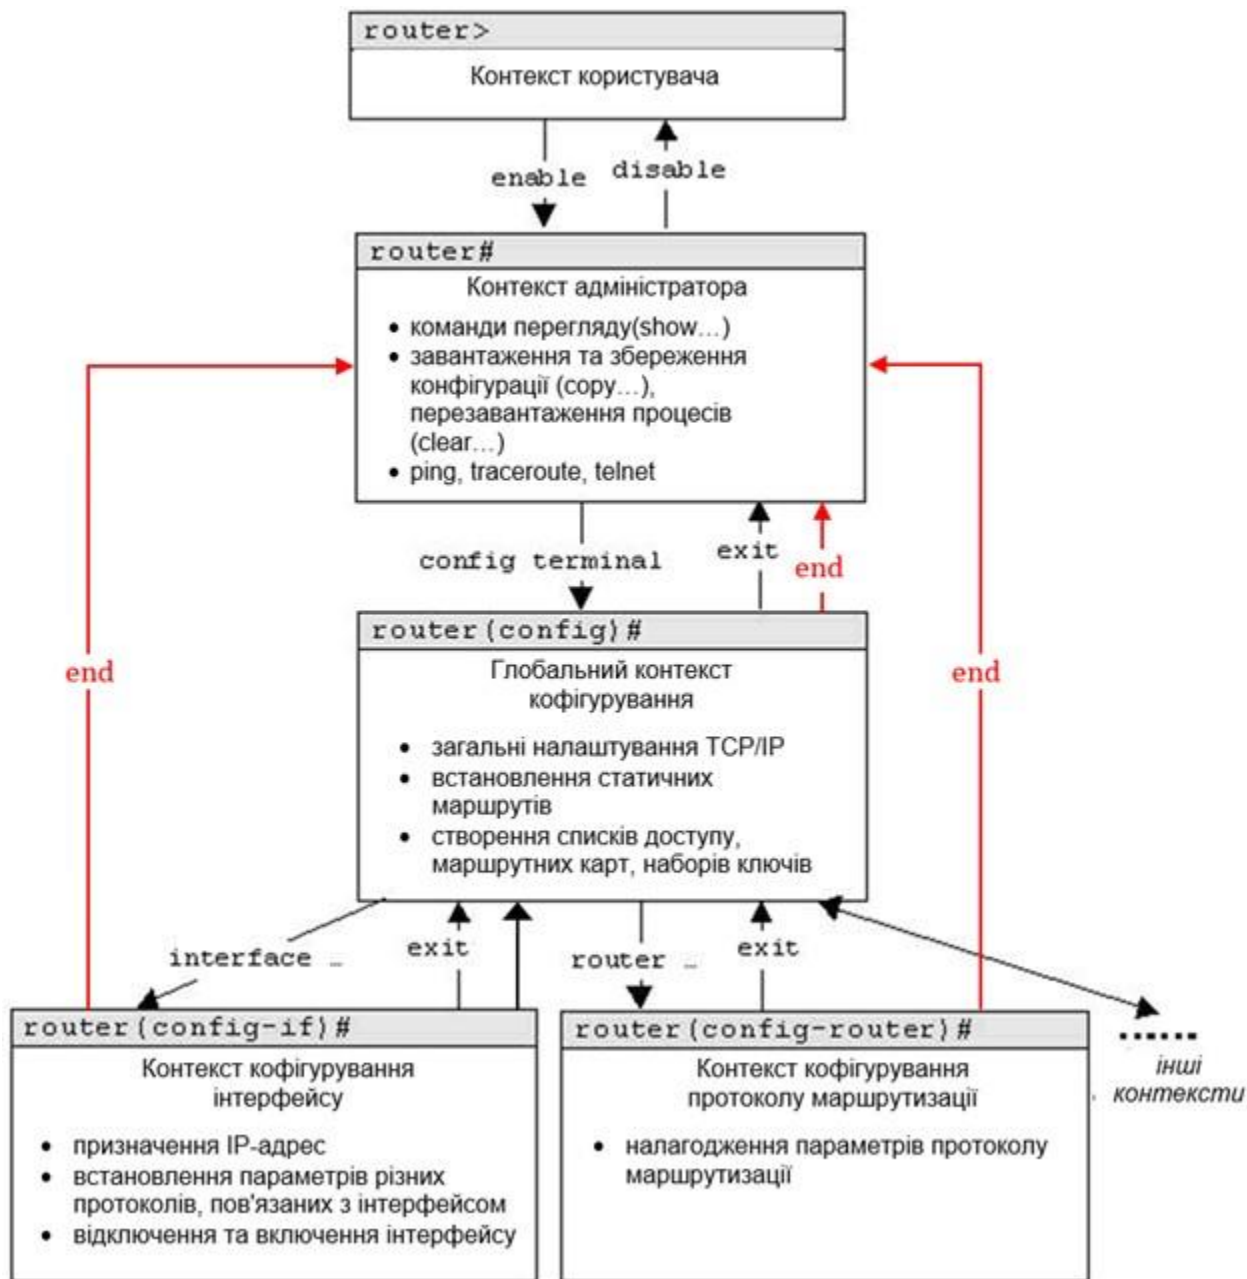 router>
Контекст користувача
enable
disable
router#
Контекст адміністратора
• команди перегляду(show...)
• завантаження та збереження
конфігурації (copy...),
перезавантаження процесів
(clear...)
• ping, traceroute, telnet
config terminal
exit
end
end
end
router(config)#
Глобальний контекст
кофігурування
• загальні налаштування TCP/IP
• встановлення статичних
маршрутів
• створення списків доступу,
маршрутних карт, наборів ключів
interface ...
exit
router ...
exit
router(config-if)#
Контекст кофігурування
інтерфейсу
• призначення IP-адрес
• встановлення параметрів різних
протоколів, пов'язаних з інтерфейсом
• відключення та включення інтерфейсу
router(config-router)#
Контекст кофігурування
протоколу маршрутизації
• налагодження параметрів протоколу
маршрутизації
інші
контексти